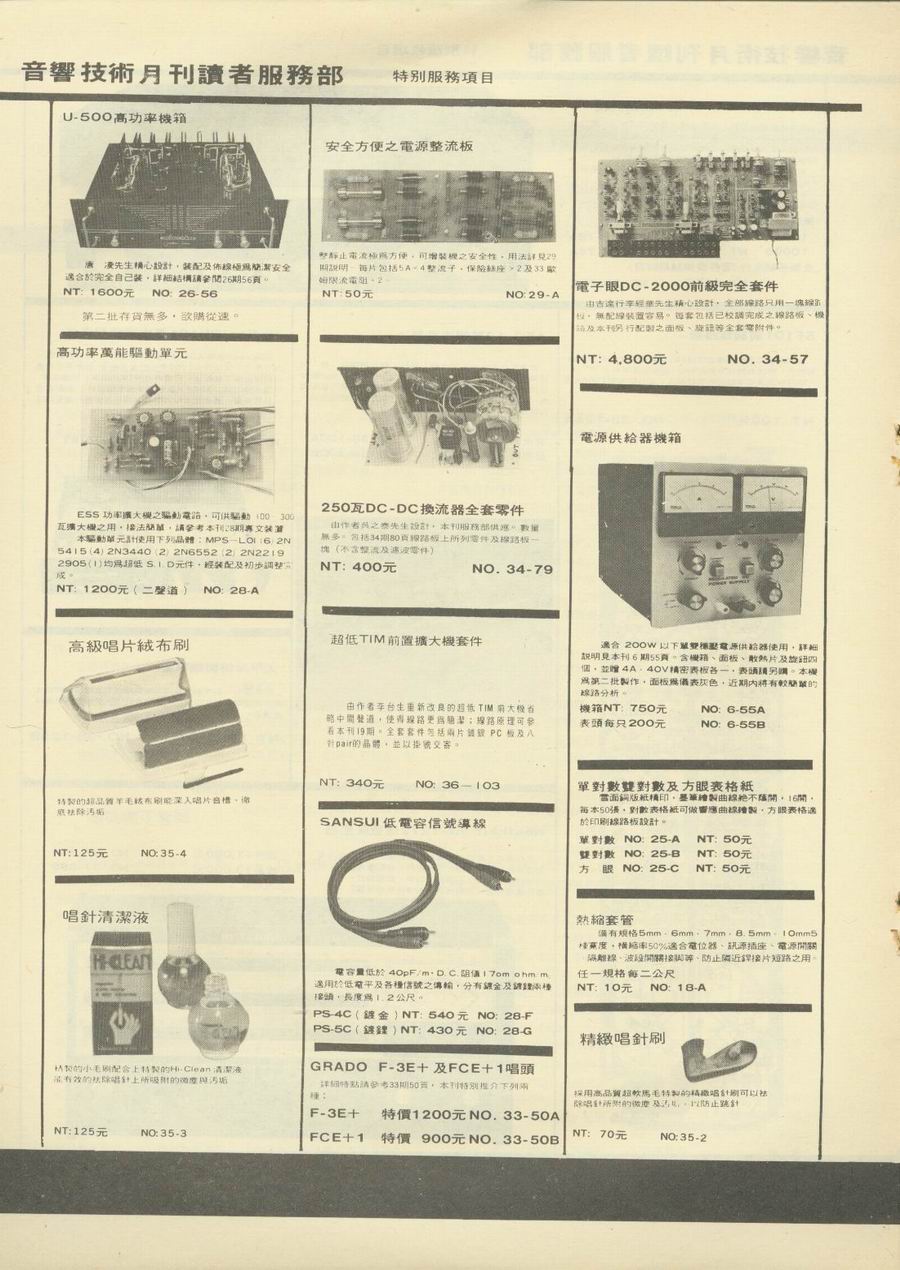 音響技術月刊讀者服務部
特別服務項目
U-500高功率機箱
唐 凌先生精心設計，裝配及佈線極為簡潔安全
適合於完全自己裝，詳細結構請參閱26期56頁。
NT: 1600元 NO: 26-56
第二批存貨無多，欲購從速。
高功率萬能驅動單元
ESS 功率擴大機之驅動電路，可供驅動 100 300
瓦擴大機之用，接法簡單，請參考本刊28期專文裝置
本驅動單元計使用下列晶體：MPS-L01(6) 2N
5415(4) 2N3440(2) 2N6552(2) 2N2219
2905(1)均為超低 S.I.D元件，經裝配及初步調整完
成。
NT: 1200元（二聲道） NO: 28-A
高級唱片絨布刷
特製的超品質羊毛絨布刷能深入唱片音槽、徹
底祛除汚垢
NT:125元 NO:35-4
唱針清潔液
HI-CLEAN
精製的小毛刷配合上特製的Hi-Clean 清潔液
能有效的祛除唱針上所吸附的微塵與汚垢
NT:125元 NO:35-3
安全方便之電源整流板
整靜止電流極為方便，可增裝機之安全性，用法詳見29
期說明。每片包括5A×4整流子，保險絲座×2及33歐
姆限流電阻×2。
NT:50元 NO:29-A
250瓦DC-DC換流器全套零件
由作者吳之泰先生設計，本刊服務部供應。數量
無多。包括34期80頁線路板上所列零件及線路板一
塊（不含整流及濾波零件）
NT: 400元 NO. 34-79
超低TIM前置擴大機套件
由作者李台生重新改良的超低 TIM 前大機省
略中間聲道，使得線路更為簡潔；線路原理可參
看本刊19期。全套套件包括兩片鍍銀 PC 板及八
對pair的晶體，並以掛號交寄。
NT: 340元 NO: 36－103
SANSUI 低電容信號導線
電容量低於 40pF/m，D.C.阻值17om ohm m,
適用於低電平及各種信號之傳輸，分有鍍金及鍍鎳兩種
接頭，長度為1.2公尺。
PS-4C（鍍金）NT: 540元 NO: 28-F
PS-5C（鍍鎳）NT: 430元 NO: 28-G
GRADO F-3E＋及FCE＋1唱頭
詳細特點請參考33期50頁，本刊特別推介下列兩
種；
F-3E＋ 特價1200元 NO. 33-50A
FCE＋1 特價 900元 NO. 33-50B
電子眼DC-2000前級完全套件
由吉達行李經華先生精心設計，全部線路只用一塊線路
板，無配線裝置容易。每套包括已校調完成之線路板、機
箱及本刊另行配製之面板、旋鈕等全套零附件。
NT: 4,800元 NO. 34-57
電源供給器機箱
REGULATED DC
POWER SUPPLY
適合 200W 以下單雙穩壓電源供給器使用，詳細
說明見本刊 6 期55頁。含機箱、面板、散熱片及旋鈕四
個，並贈 4A、40V精密表板各一，表頭請另購。本機
為第二批製作，面板為儀表灰色，近期內將有較簡單的
線路分析。
機箱NT: 750元 NO: 6-55A
表頭每只200元 NO: 6-55B
單對數雙對數及方眼表格紙
雪面銅版紙精印，墨筆繪製曲線絶不蔭開，16開，
每本50張，對數表格紙可做響應曲線繪製，方眼表格適
於印刷線路板設計。
單對數 NO: 25-A NT: 50元
雙對數 NO: 25-B NT: 50元
方 眼 NO: 25-C NT: 50元
熱縮套管
備有規格5mm、6mm、7mm、8.5mm、10mm5
種寬度，橫縮率50%適合電位器、訊源插座、電源開關
、隔離線、波段開關接脚等、防止隣近銲接片短路之用。
任一規格每二公尺
NT: 10元 NO: 18-A
精緻唱針刷
採用高品質超軟馬毛特製的精緻唱針刷可以祛
除唱針所附的微塵及汚垢，以防止跳針
NT: 70元 NO:35-2